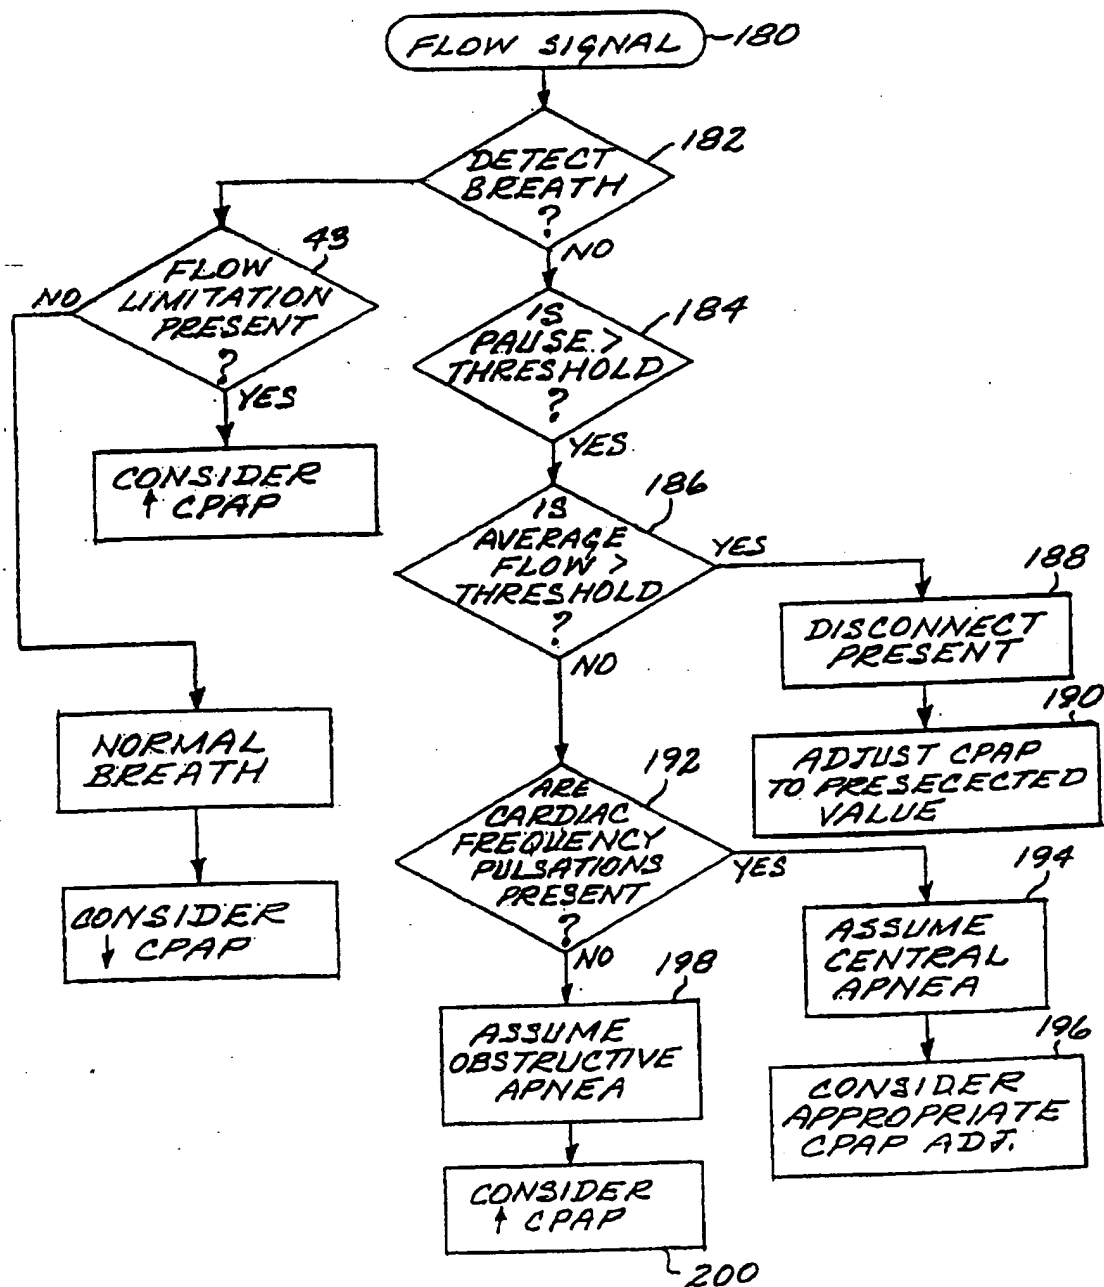 FLOW SIGNAL
180
DETECT
BREATH
?
182
NO
FLOW
LIMITATION
PRESENT
?
43
NO
YES
IS
PAUSE >
THRESHOLD
?
184
YES
CONSIDER
↑ CPAP
IS
AVERAGE
FLOW >
THRESHOLD
?
186
YES
NO
188
DISCONNECT
PRESENT
190
ADJUST CPAP
TO PRESECECTED
VALUE
NORMAL
BREATH
CONSIDER
↓ CPAP
ARE
CARDIAC
FREQUENCY
PULSATIONS
PRESENT
?
192
YES
NO
194
ASSUME
CENTRAL
APNEA
196
CONSIDER
APPROPRIATE
CPAP ADJ.
198
ASSUME
OBSTRUCTIVE
APNEA
CONSIDER
↑ CPAP
200